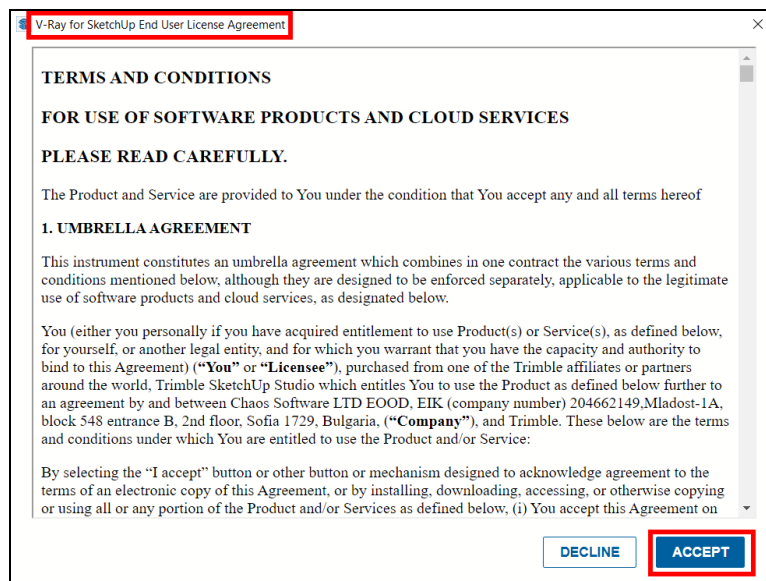 V-Ray for SketchUp End User License Agreement
TERMS AND CONDITIONS
FOR USE OF SOFTWARE PRODUCTS AND CLOUD SERVICES
PLEASE READ CAREFULLY.
The Product and Service are provided to You under the condition that You accept any and all terms hereof
1. UMBRELLA AGREEMENT
This instrument constitutes an umbrella agreement which combines in one contract the various terms and
conditions mentioned below, although they are designed to be enforced separately, applicable to the legitimate
use of software products and cloud services, as designated below.
You (either you personally if you have acquired entitlement to use Product(s) or Service(s), as defined below,
for yourself, or another legal entity, and for which you warrant that you have the capacity and authority to
bind to this Agreement) (“You” or “Licensee”), purchased from one of the Trimble affiliates or partners
around the world, Trimble SketchUp Studio which entitles You to use the Product as defined below further to
an agreement by and between Chaos Software LTD EOOD, EIK (company number) 204662149,Mladost-1A,
block 548 entrance B, 2nd floor, Sofia 1729, Bulgaria, (“Company”), and Trimble. These below are the terms
and conditions under which You are entitled to use the Product and/or Service:
By selecting the “I accept” button or other button or mechanism designed to acknowledge agreement to the
terms of an electronic copy of this Agreement, or by installing, downloading, accessing, or otherwise copying
or using all or any portion of the Product and/or Services as defined below, (i) You accept this Agreement on
DECLINE
ACCEPT